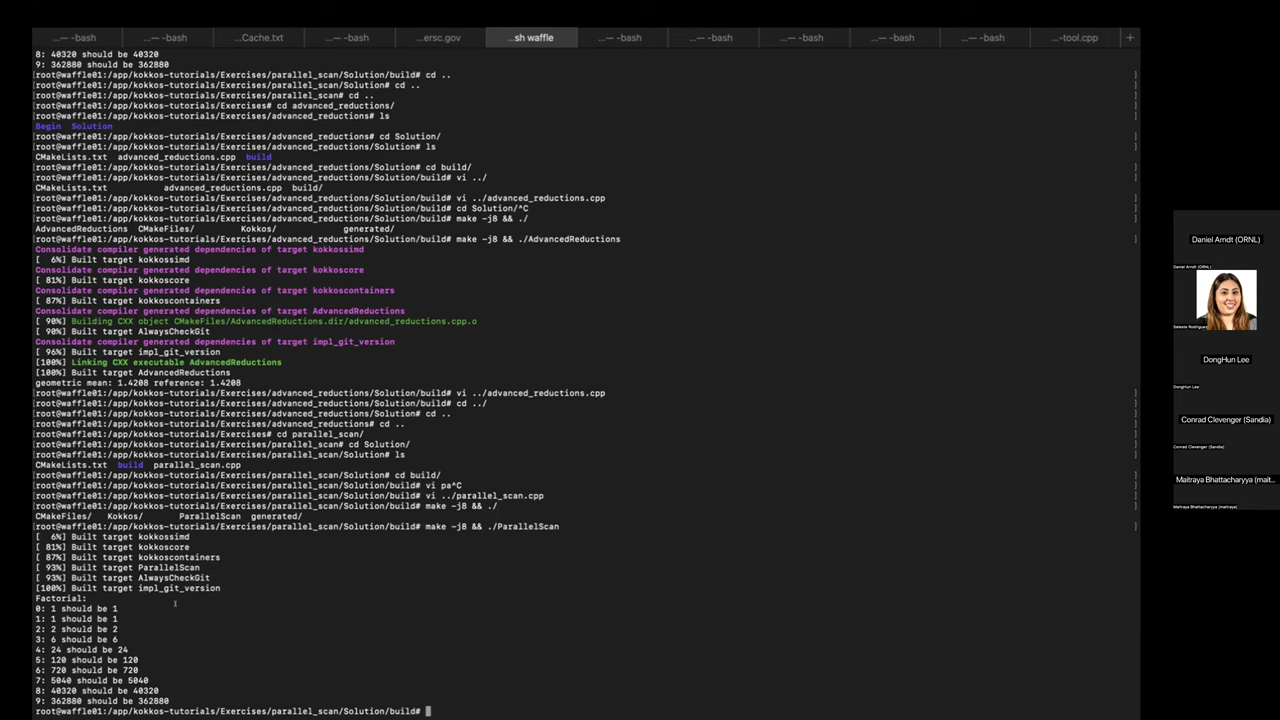 ...— -bash
...— -bash
...Cache.txt
...— -bash
...ersc.gov
...sh waffle
...— -bash
...— -bash
...— -bash
...— -bash
...— -bash
...-tool.cpp
+
8: 40320 should be 40320
9: 362880 should be 362880
[root@waffle01:/app/kokkos-tutorials/Exercises/parallel_scan/Solution/build# cd .. ]
[root@waffle01:/app/kokkos-tutorials/Exercises/parallel_scan/Solution# cd .. ]
[root@waffle01:/app/kokkos-tutorials/Exercises/parallel_scan# cd .. ]
[root@waffle01:/app/kokkos-tutorials/Exercises# cd advanced_reductions/ ]
[root@waffle01:/app/kokkos-tutorials/Exercises/advanced_reductions# ls ]
Begin Solution
[root@waffle01:/app/kokkos-tutorials/Exercises/advanced_reductions# cd Solution/ ]
[root@waffle01:/app/kokkos-tutorials/Exercises/advanced_reductions/Solution# ls ]
CMakeLists.txt advanced_reductions.cpp build
[root@waffle01:/app/kokkos-tutorials/Exercises/advanced_reductions/Solution# cd build/ ]
[root@waffle01:/app/kokkos-tutorials/Exercises/advanced_reductions/Solution/build# vi ../ ]
CMakeLists.txt advanced_reductions.cpp build/
[root@waffle01:/app/kokkos-tutorials/Exercises/advanced_reductions/Solution/build# vi ../advanced_reductions.cpp ]
[root@waffle01:/app/kokkos-tutorials/Exercises/advanced_reductions/Solution/build# cd Solution/^C ]
[root@waffle01:/app/kokkos-tutorials/Exercises/advanced_reductions/Solution/build# make -j8 && ./ ]
AdvancedReductions CMakeFiles/ Kokkos/ generated/
[root@waffle01:/app/kokkos-tutorials/Exercises/advanced_reductions/Solution/build# make -j8 && ./AdvancedReductions ]
Consolidate compiler generated dependencies of target kokkossimd
[ 6%] Built target kokkossimd
Consolidate compiler generated dependencies of target kokkoscore
[ 81%] Built target kokkoscore
Consolidate compiler generated dependencies of target kokkoscontainers
[ 87%] Built target kokkoscontainers
Consolidate compiler generated dependencies of target AdvancedReductions
[ 90%] Building CXX object CMakeFiles/AdvancedReductions.dir/advanced_reductions.cpp.o
[ 90%] Built target AlwaysCheckGit
Consolidate compiler generated dependencies of target impl_git_version
[ 96%] Built target impl_git_version
[100%] Linking CXX executable AdvancedReductions
[100%] Built target AdvancedReductions
geometric mean: 1.4208 reference: 1.4208
[root@waffle01:/app/kokkos-tutorials/Exercises/advanced_reductions/Solution/build# vi ../advanced_reductions.cpp ]
[root@waffle01:/app/kokkos-tutorials/Exercises/advanced_reductions/Solution/build# cd ../ ]
[root@waffle01:/app/kokkos-tutorials/Exercises/advanced_reductions/Solution# cd .. ]
[root@waffle01:/app/kokkos-tutorials/Exercises/advanced_reductions# cd .. ]
[root@waffle01:/app/kokkos-tutorials/Exercises# cd parallel_scan/ ]
[root@waffle01:/app/kokkos-tutorials/Exercises/parallel_scan# cd Solution/ ]
[root@waffle01:/app/kokkos-tutorials/Exercises/parallel_scan/Solution# ls ]
CMakeLists.txt build parallel_scan.cpp
[root@waffle01:/app/kokkos-tutorials/Exercises/parallel_scan/Solution# cd build/ ]
[root@waffle01:/app/kokkos-tutorials/Exercises/parallel_scan/Solution/build# vi pa^C ]
[root@waffle01:/app/kokkos-tutorials/Exercises/parallel_scan/Solution/build# vi ../parallel_scan.cpp ]
[root@waffle01:/app/kokkos-tutorials/Exercises/parallel_scan/Solution/build# make -j8 && ./ ]
CMakeFiles/ Kokkos/ ParallelScan generated/
[root@waffle01:/app/kokkos-tutorials/Exercises/parallel_scan/Solution/build# make -j8 && ./ParallelScan ]
[ 6%] Built target kokkossimd
[ 81%] Built target kokkoscore
[ 87%] Built target kokkoscontainers
[ 93%] Built target ParallelScan
[ 93%] Built target AlwaysCheckGit
[100%] Built target impl_git_version
Factorial:
0: 1 should be 1
1: 1 should be 1
2: 2 should be 2
3: 6 should be 6
4: 24 should be 24
5: 120 should be 120
6: 720 should be 720
7: 5040 should be 5040
8: 40320 should be 40320
9: 362880 should be 362880
root@waffle01:/app/kokkos-tutorials/Exercises/parallel_scan/Solution/build#
Daniel Arndt (ORNL)
Daniel Arndt (ORNL)
DongHun Lee
DongHun Lee
Conrad Clevenger (Sandia)
Conrad Clevenger (Sandia)
Maitraya Bhattacharyya (mait...
Maitraya Bhattacharyya (maitraya)